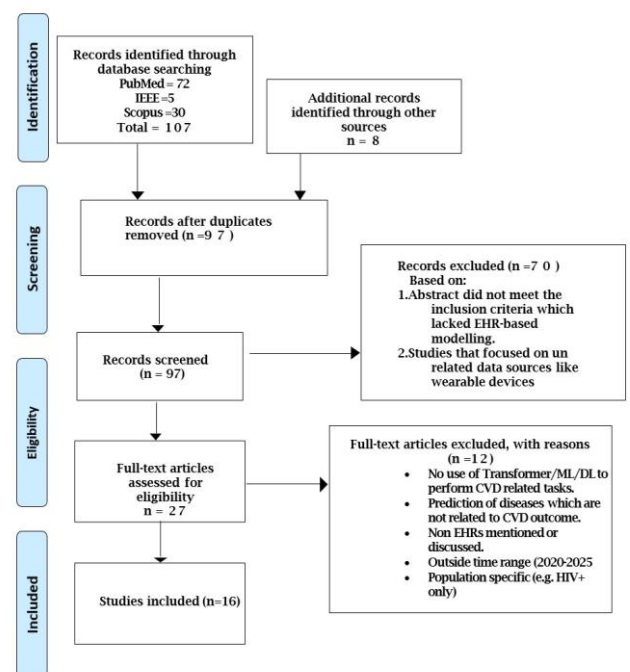 Identification
Records identified through
database searching
PubMed = 72
IEEE =5
Scopus =30
Total = 1 0 7
Additional records
identified through other
sources
n = 8
Screening
Records after duplicates
removed (n =9 7 )
Records excluded (n =7 0 )
Based on:
1.Abstract did not meet the
inclusion criteria which
lacked EHR-based
modelling.
2.Studies that focused on un
related data sources like
wearable devices
Records screened
(n = 97)
Eligibility
Full-text articles
assessed for
eligibility
n = 2 7
Full-text articles excluded, with reasons
(n =1 2 )
• No use of Transformer/ML/DL to
perform CVD related tasks.
• Prediction of diseases which are
not related to CVD outcome.
• Non EHRs mentioned or
discussed.
• Outside time range (2020-2025
• Population specific (e.g. HIV+
only)
Included
Studies included (n=16)